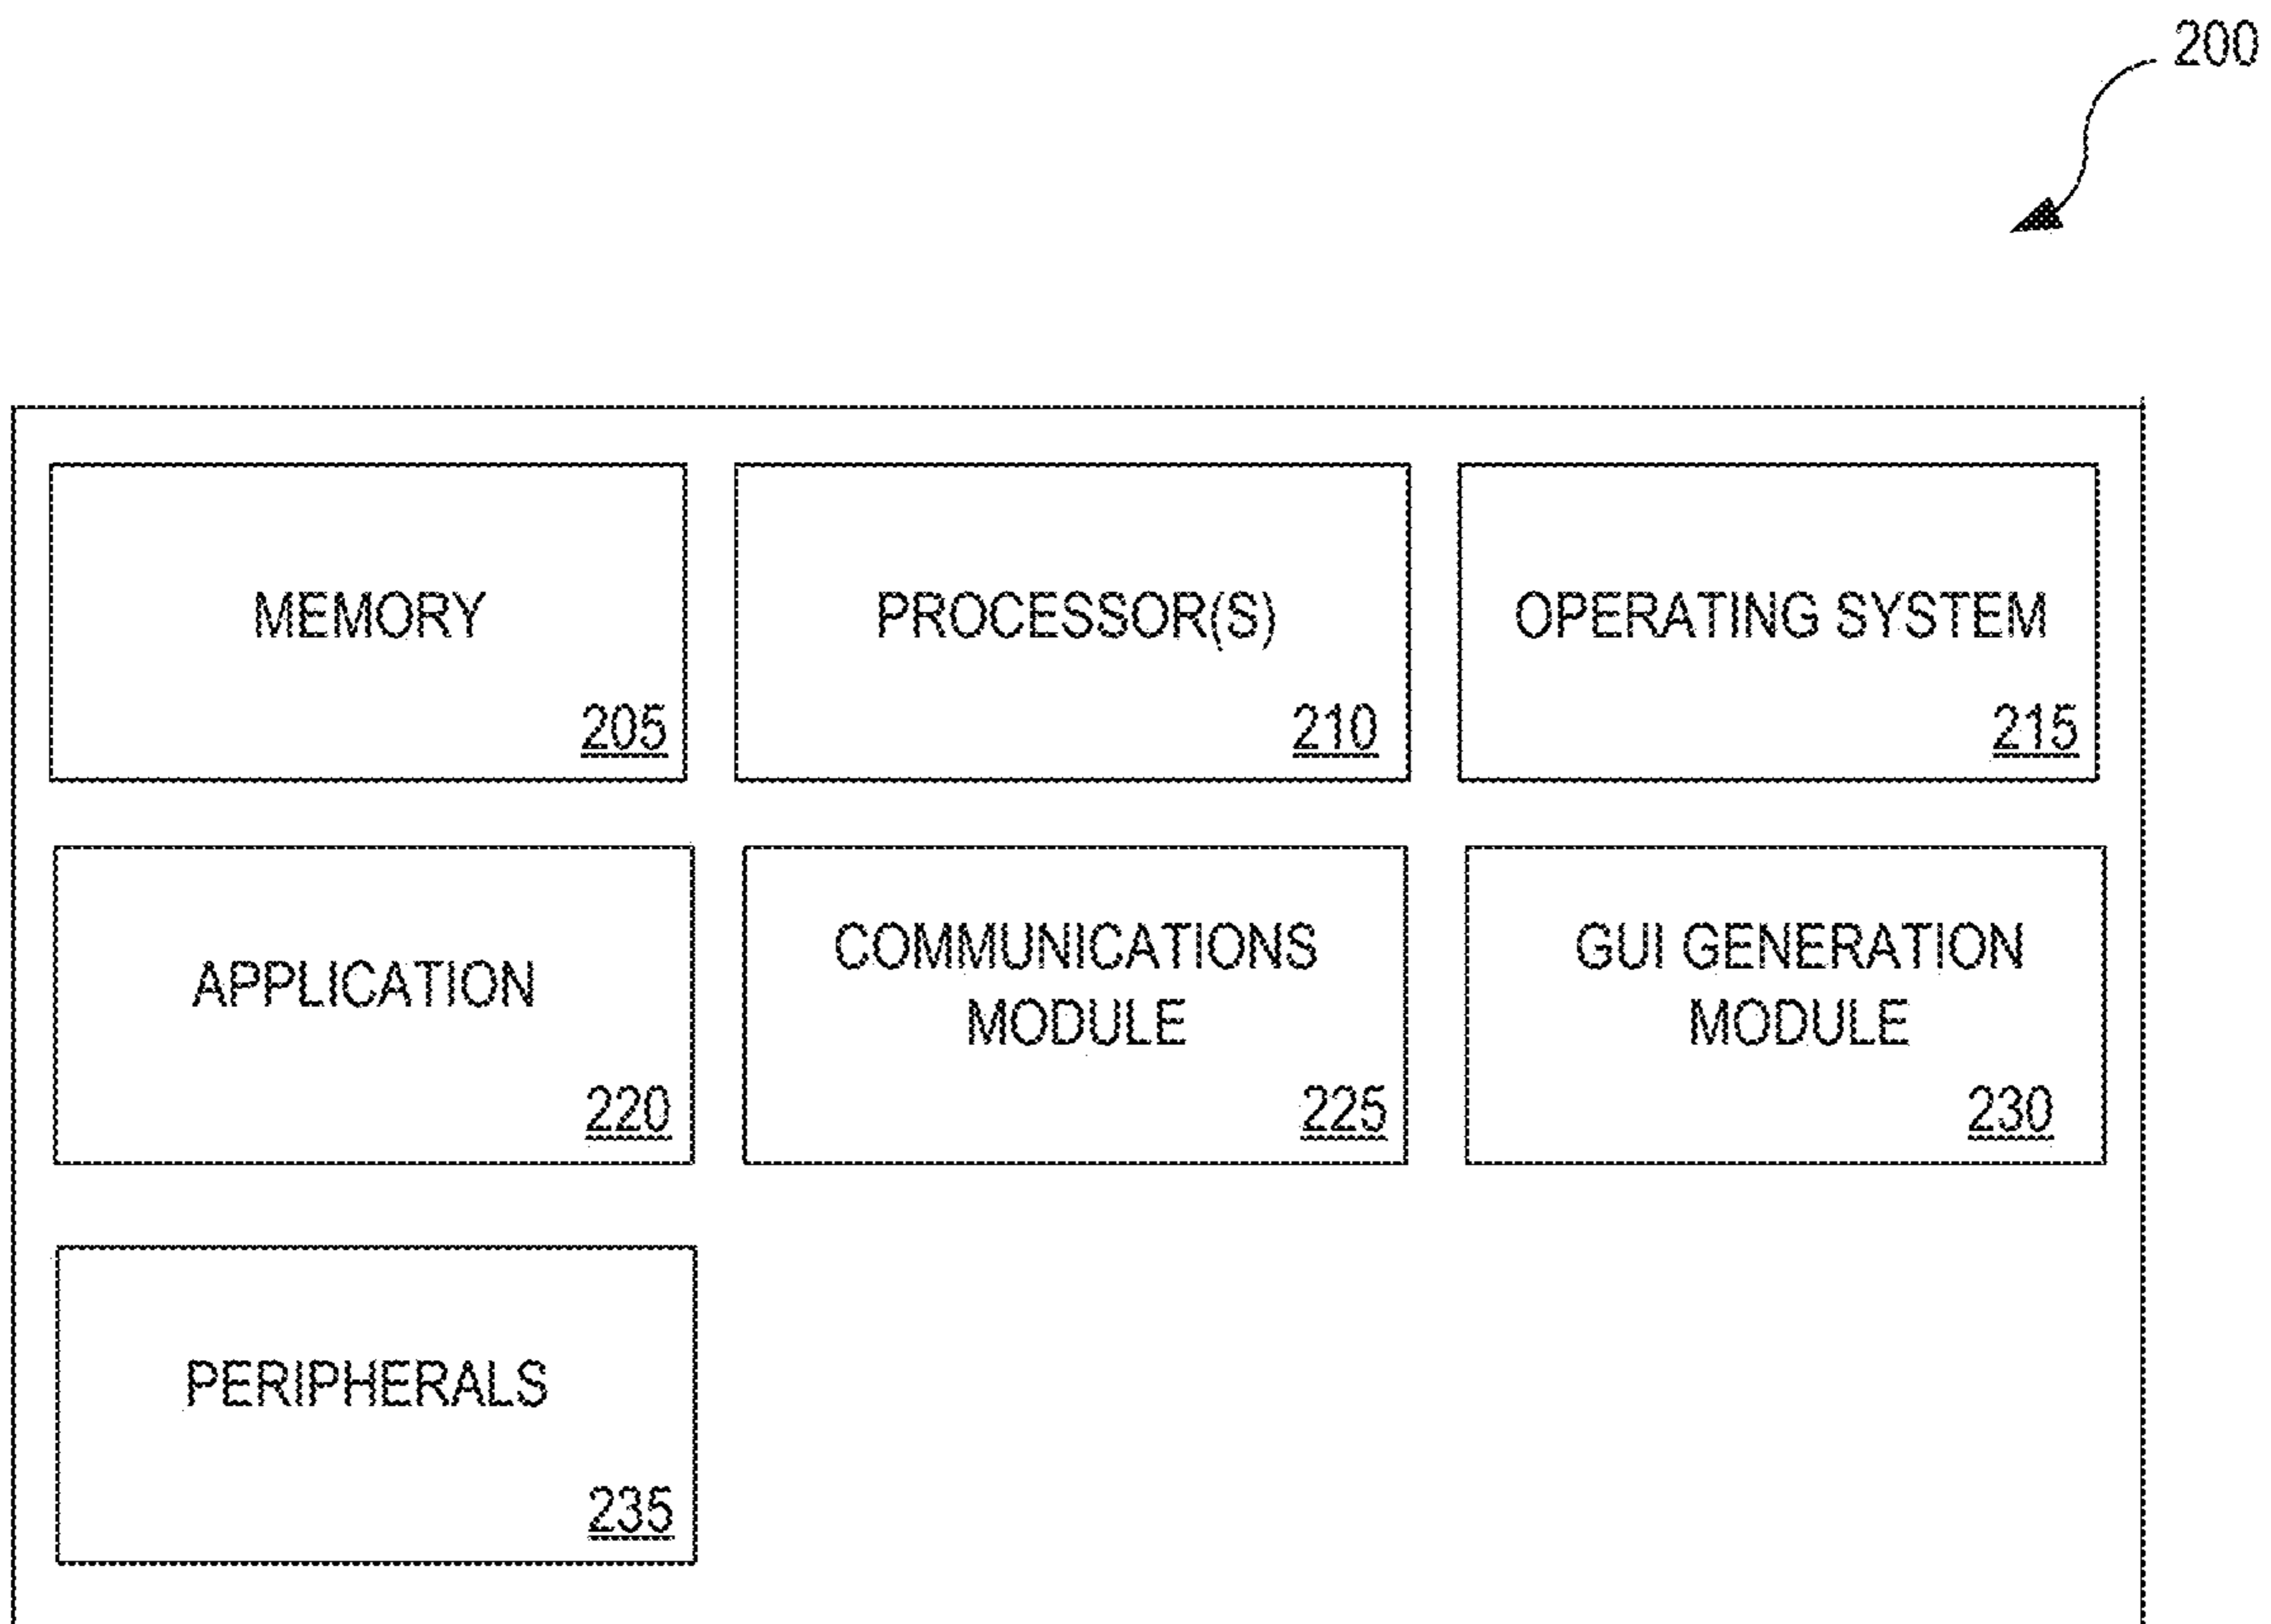 200
MEMORY
205
PROCESSOR(S)
210
OPERATING SYSTEM
215
APPLICATION
220
COMMUNICATIONS
MODULE
225
GUI GENERATION
MODULE
230
PERIPHERALS
235